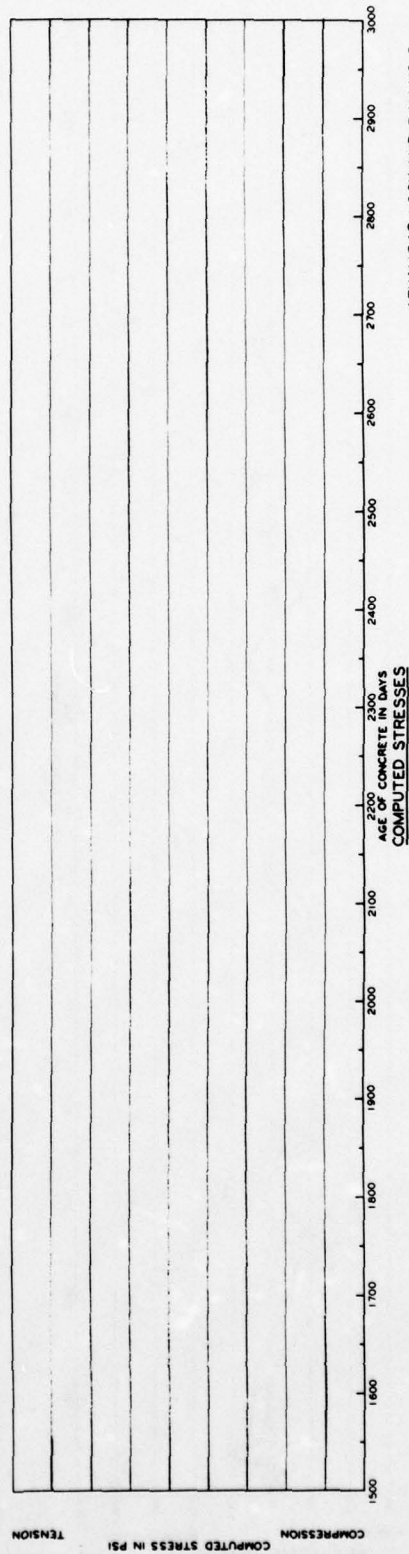 TENSION
COMPUTED STRESS IN PSI
COMPRESSION
1500 1600 1700 1800 1900 2000 2100 2200 2300 2400 2500 2600 2700 2800 2900 3000
AGE OF CONCRETE IN DAYS
COMPUTED STRESSES